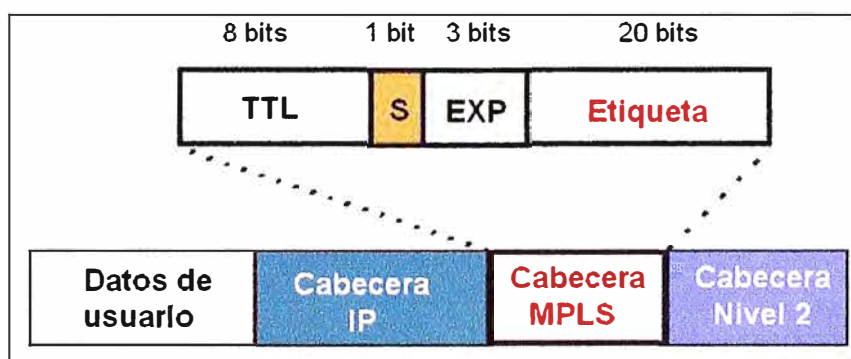 8 bits 1 bit 3 bits 20 bits
TTL S EXP Etiqueta
Datos de usuario
Cabecera IP
Cabecera MPLS
Cabecera Nivel 2